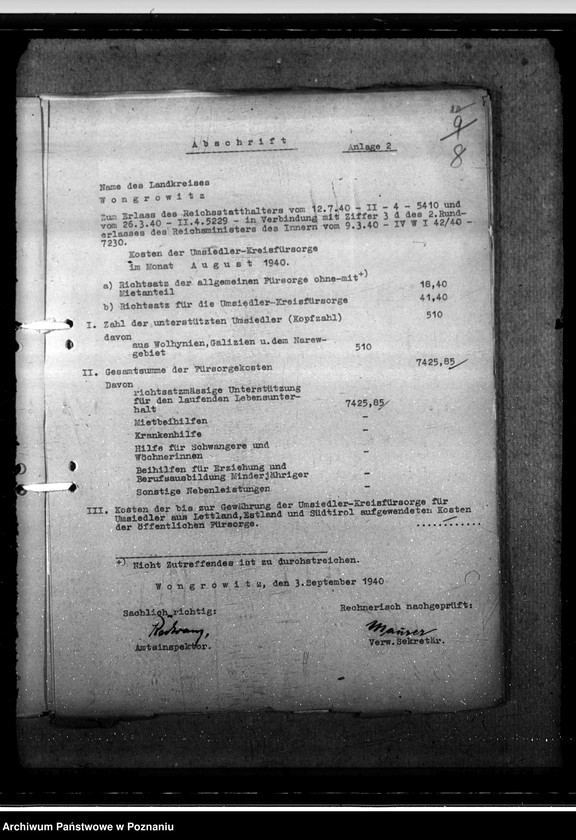 10
9
8
Abschrift
Anlage 2
Name des Landkreises
Wongrowitz
Zum Erlass des Reichsstatthalters vom 12.7.40 - II - 4 - 5410 und
vom 26.3.40 - II.4.5229 - in Verbindung mit Ziffer 3 d des 2.Rund-
erlasses des Reichsministers des Innern vom 9.3.40 - IV W I 42/40 -
7230.
Kosten der Umsiedler-Kreisfürsorge
im Monat August 1940.
a) Richtsatz der allgemeinen Fürsorge ohne-mit+)
Mietanteil 18,40
b) Richtsatz für die Umsiedler-Kreisfürsorge 41,40
I. Zahl der unterstützten Umsiedler (Kopfzahl) 510
davon
aus Wolhynien,Galizien u.dem Narew-
gebiet 510
II. Gesamtsumme der Fürsorgekosten 7425,85
Davon
richtsatzmässige Unterstützung
für den laufenden Lebensunter-
halt 7425,85
Mietbeihilfen -
Krankenhilfe -
Hilfe für Schwangere und
Wöchnerinnen -
Beihilfen für Erziehung und
Berufsausbildung Minderjähriger -
Sonstige Nebenleistungen -
III. Kosten der bis zur Gewährung der Umsiedler-Kreisfürsorge für
Umsiedler aus Lettland,Estland und Südtirol aufgewendeten Kosten
der öffentlichen Fürsorge. ...........
+) Nicht Zutreffendes ist zu durchstreichen.
Wongrowitz, den 3.September 1940
Sachlich richtig:
Amtsinspektor.
Rechnerisch nachgeprüft:
Mauser
Verw.Sekretär.
Archiwum Państwowe w Poznaniu